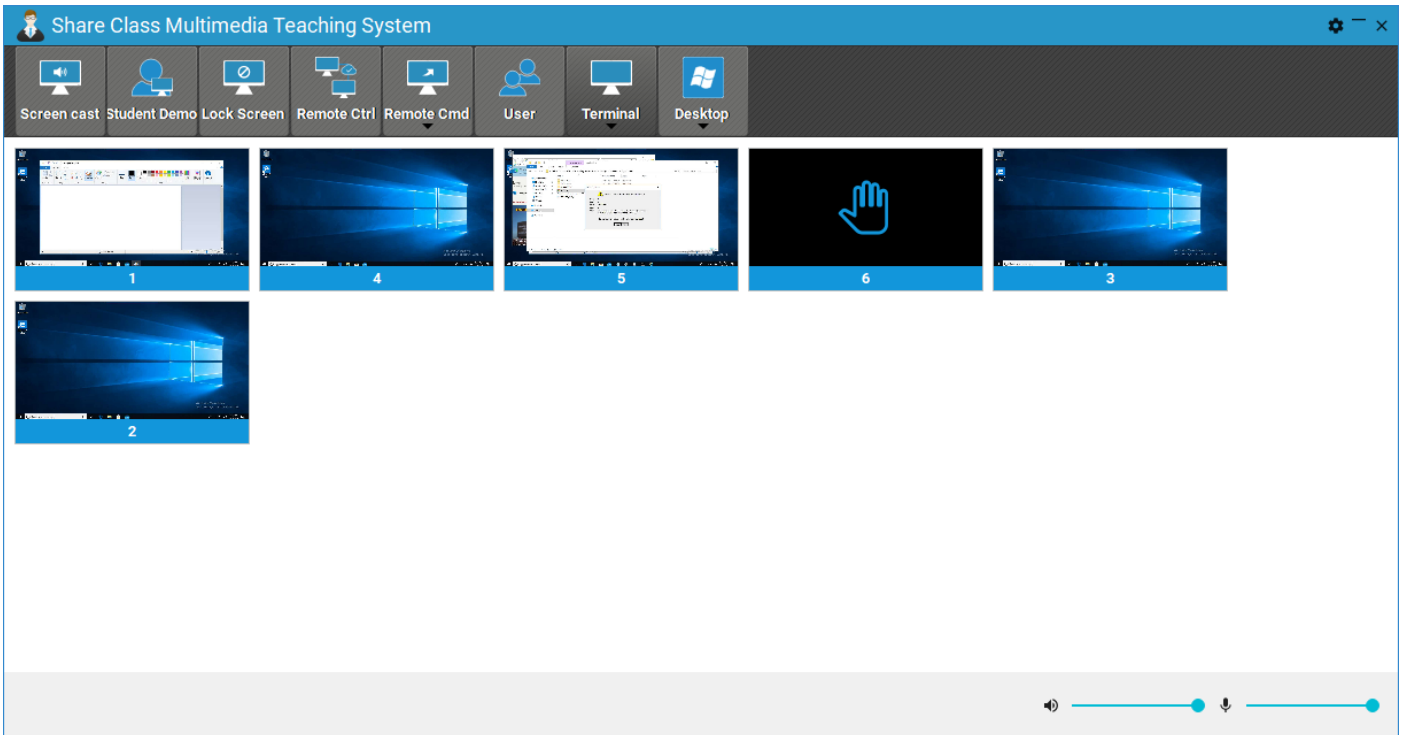 Share Class Multimedia Teaching System
Screen cast
Student Demo
Lock Screen
Remote Ctrl
Remote Cmd
User
Terminal
Desktop
1
4
5
6
3
2